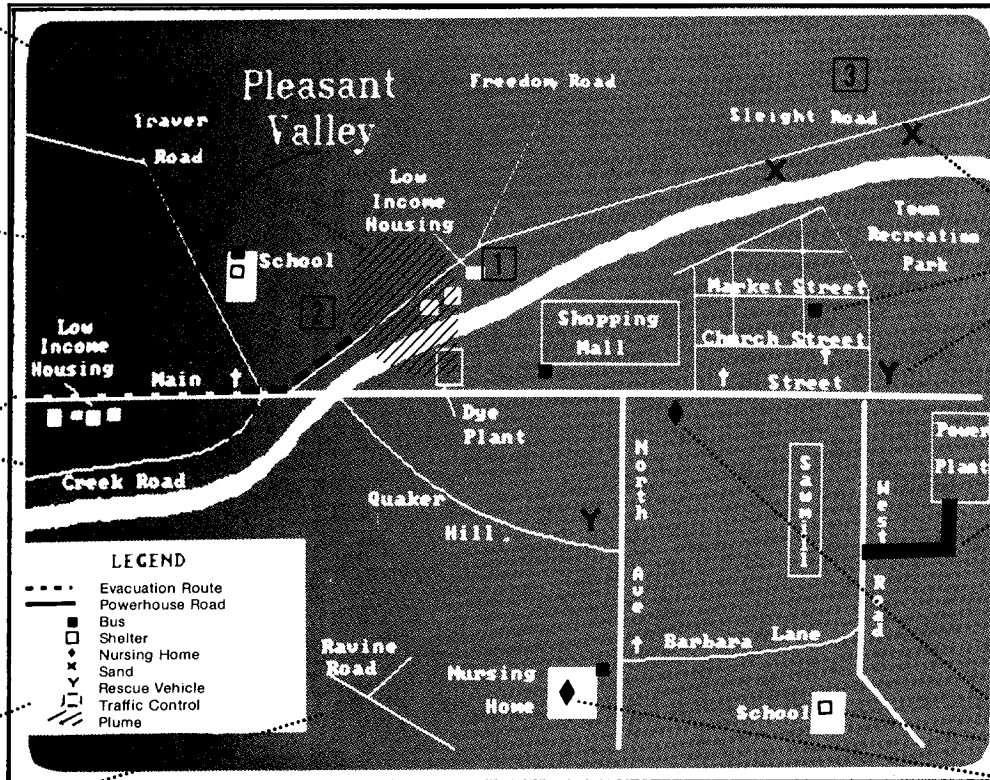 Pleasant
Valley
Freedom Road
3
Sleight Road
Traver
Road
Low
Income
Housing
Town
Recreation
Park
School
1
Market Street
2
Shopping
Mall
Church Street
Low
Income
Housing
Main
Street
Dye
Plant
Power
Plant
Creek Road
Quaker
Hill.
North Ave
Sawmill
West Road
LEGEND
Evacuation Route
Powerhouse Road
Bus
Shelter
Nursing Home
Sand
Rescue Vehicle
Traffic Control
Plume
Ravine
Road
Barbara Lane
Nursing
Home
School